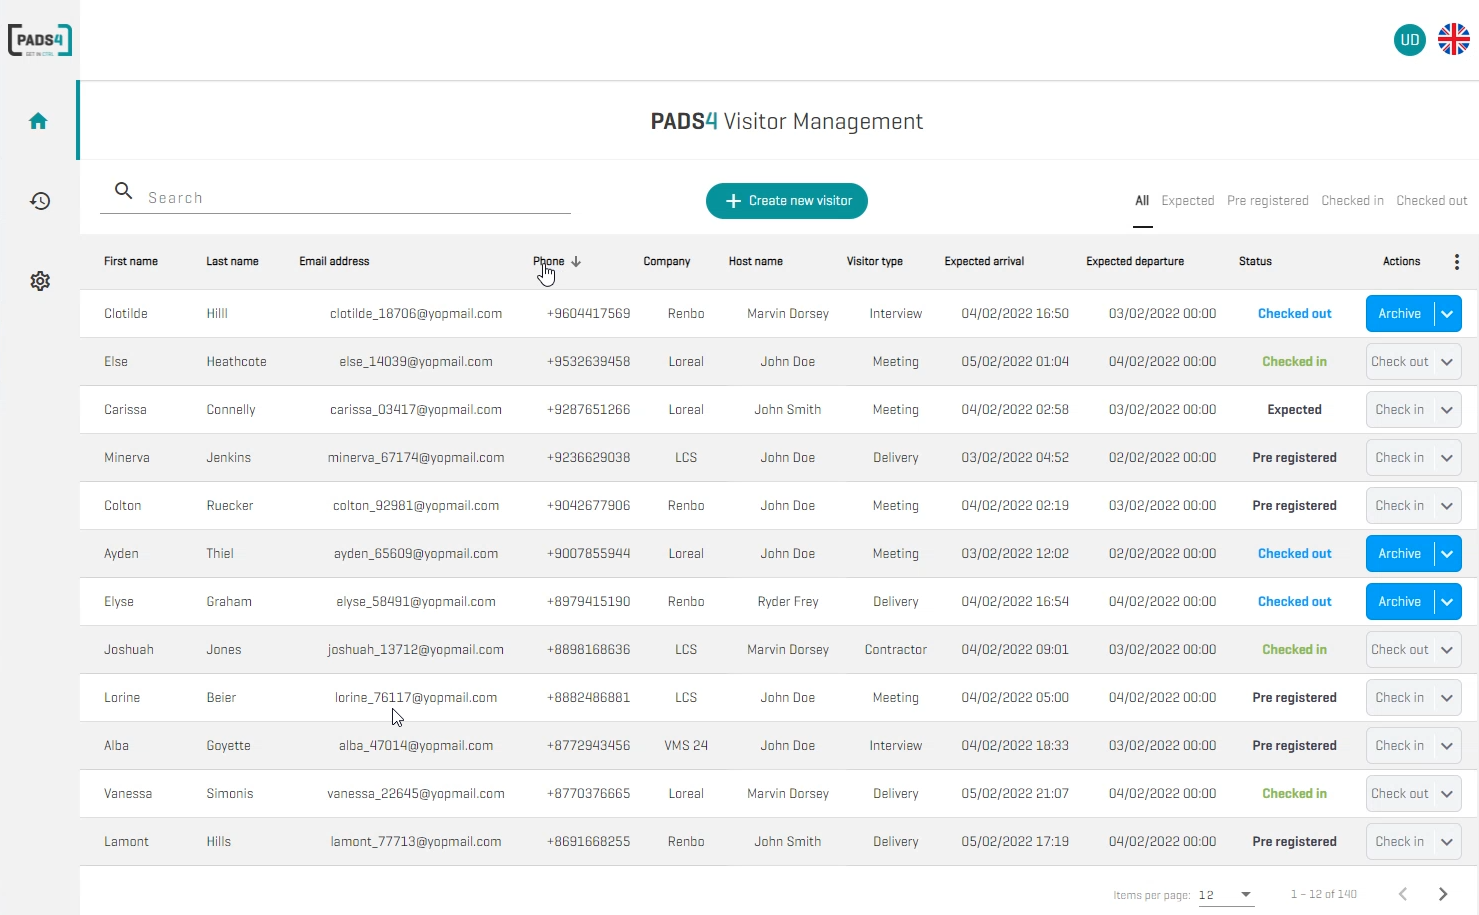 PADS4
UD
PADS4 Visitor Management
Search
+ Create new visitor
All Expected Pre registered Checked in Checked out
First name Last name Email address Phone Company Host name Visitor type Expected arrival Expected departure Status Actions
Clotilde Hilll clotilde_18706@yopmail.com +9604417569 Renbo Marvin Dorsey Interview 04/02/2022 16:50 03/02/2022 00:00 Checked out Archive
Else Heathcote else_14039@yopmail.com +9532639458 Loreal John Doe Meeting 05/02/2022 01:04 04/02/2022 00:00 Checked in Check out
Carissa Connelly carissa_03417@yopmail.com +9287651266 Loreal John Smith Meeting 04/02/2022 02:58 03/02/2022 00:00 Expected Check in
Minerva Jenkins minerva_67174@yopmail.com +9236629038 LCS John Doe Delivery 03/02/2022 04:52 02/02/2022 00:00 Pre registered Check in
Colton Ruecker colton_92981@yopmail.com +9042677906 Renbo John Doe Meeting 04/02/2022 02:19 03/02/2022 00:00 Pre registered Check in
Ayden Thiel ayden_65609@yopmail.com +9007855944 Loreal John Doe Meeting 03/02/2022 12:02 02/02/2022 00:00 Checked out Archive
Elyse Graham elyse_58491@yopmail.com +8979415190 Renbo Ryder Frey Delivery 04/02/2022 16:54 04/02/2022 00:00 Checked out Archive
Joshuah Jones joshuah_13712@yopmail.com +8898168636 LCS Marvin Dorsey Contractor 04/02/2022 09:01 03/02/2022 00:00 Checked in Check out
Lorine Beier lorine_76117@yopmail.com +8882486881 LCS John Doe Meeting 04/02/2022 05:00 04/02/2022 00:00 Pre registered Check in
Alba Goyette alba_47014@yopmail.com +8772943456 VMS 24 John Doe Interview 04/02/2022 18:33 03/02/2022 00:00 Pre registered Check in
Vanessa Simonis vanessa_22645@yopmail.com +8770376665 Loreal Marvin Dorsey Delivery 05/02/2022 21:07 04/02/2022 00:00 Checked in Check out
Lamont Hills lamont_77713@yopmail.com +8691668255 Renbo John Smith Delivery 05/02/2022 17:19 04/02/2022 00:00 Pre registered Check in
Items per page: 12 1 – 12 of 140